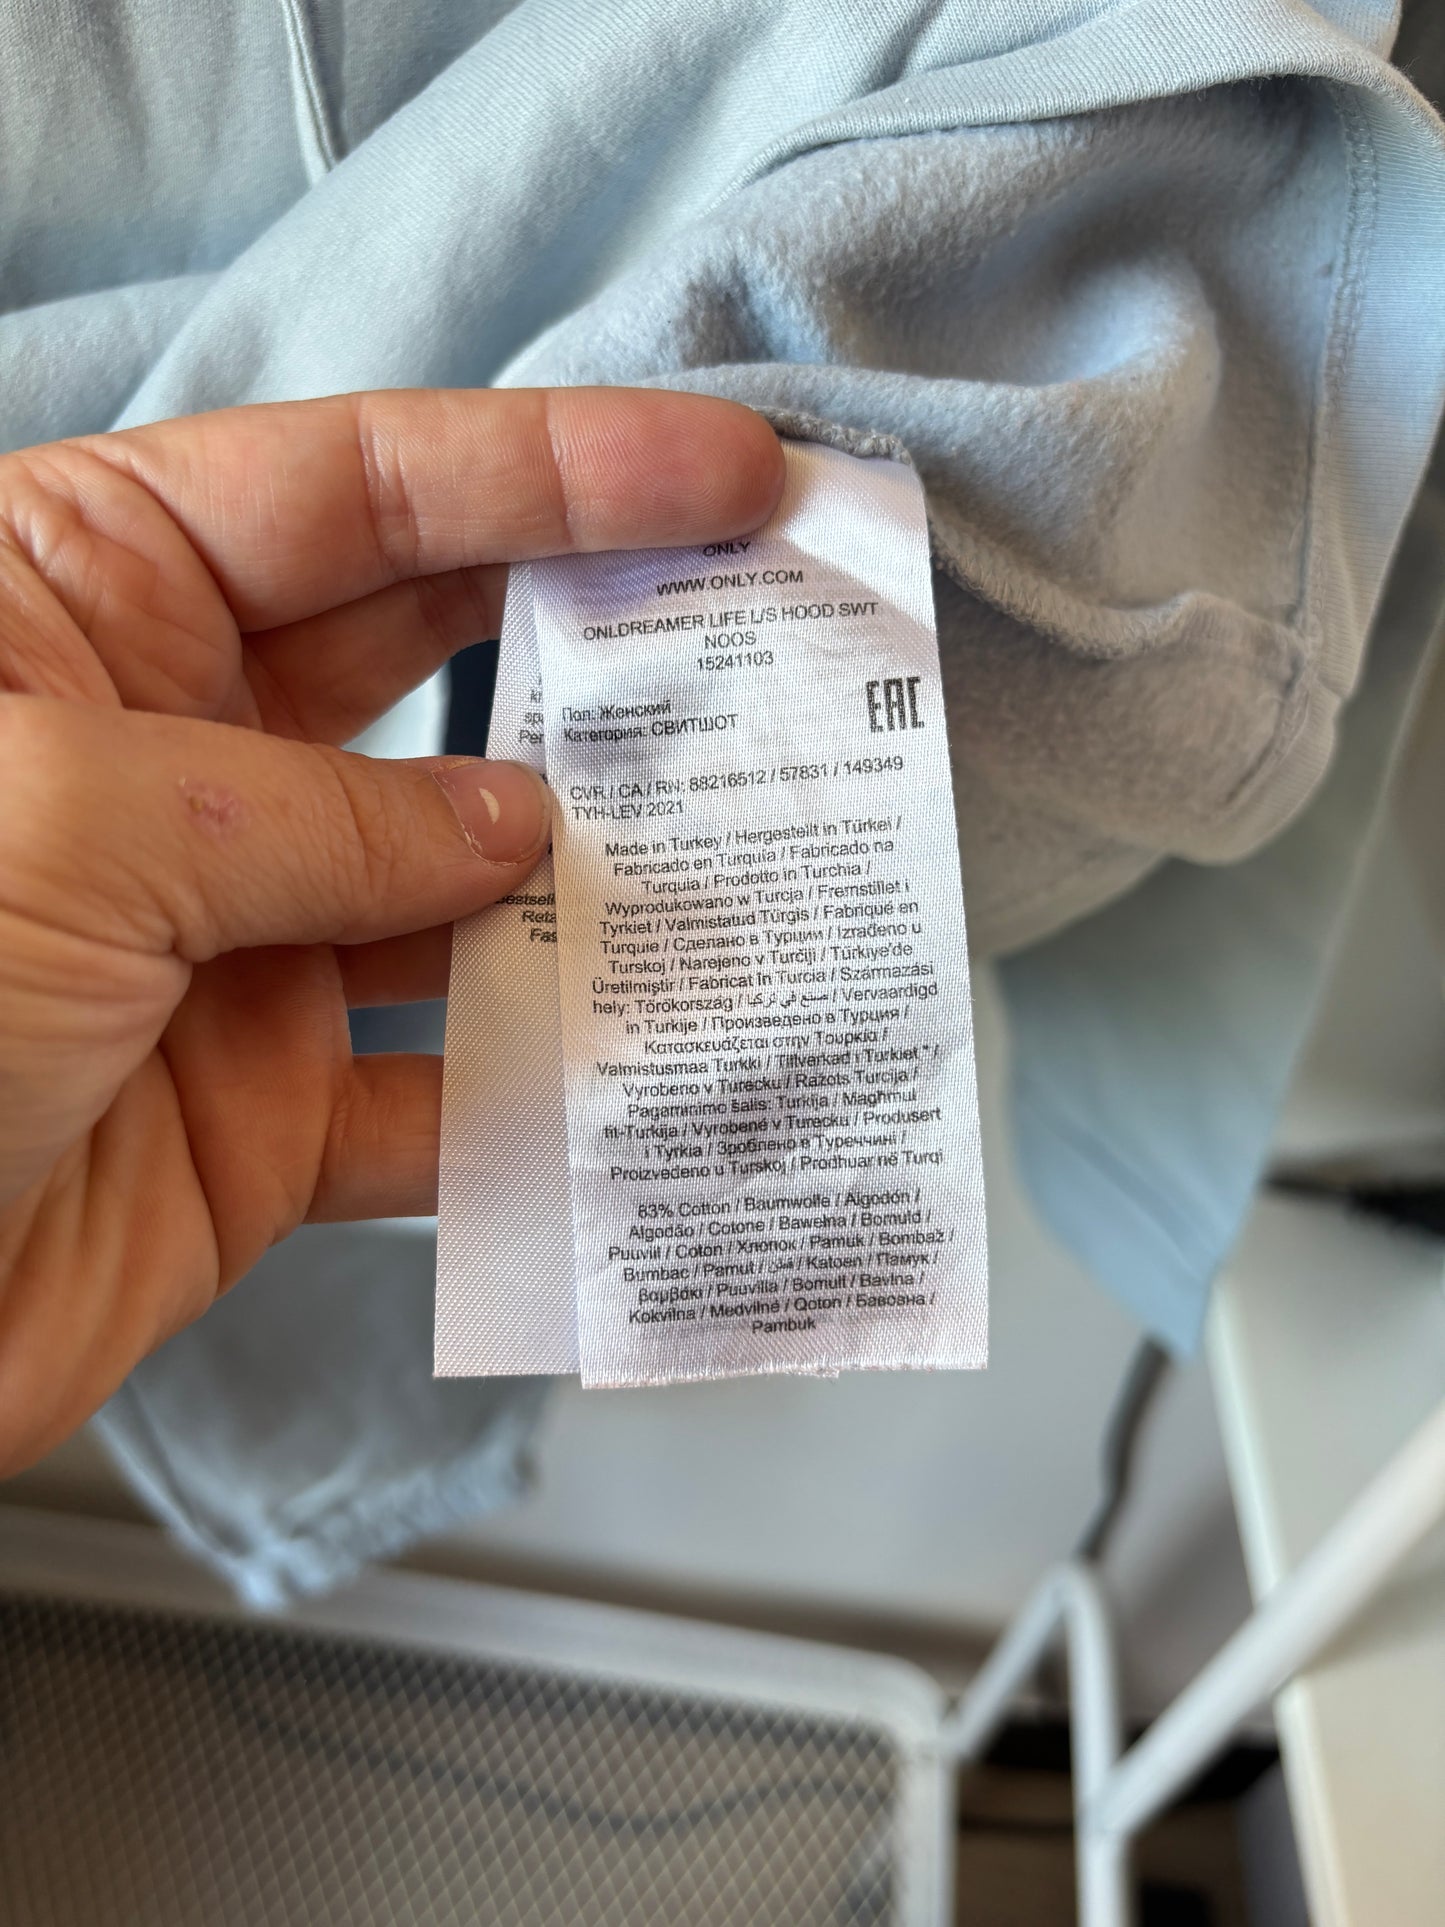 ONLY
WWW.ONLY.COM
ONLDREAMER LIFE L/S HOOD SWT
NOOS
15241103
Пол: Женский
Категория: СВИТШОТ
EAC
CVR / CA / RN: 88216512 / 57831 / 149349
TYH-LEV 2021
Made in Turkey / Hergestellt in Türkei /
Fabricado en Turquia / Fabricado na
Turquia / Prodotto in Turchia /
Wyprodukowano w Turcja / Fremstillet i
Tyrkiet / Valmistatud Türgis / Fabriqué en
Turquie / Сделано в Турции / Izrađeno u
Turskoj / Narejeno v Turčiji / Türkiye'de
Üretilmiştir / Fabricat în Turcia / Származási
hely: Törökország / صنع في تركيا / Vervaardigd
in Turkije / Произведено в Турция /
Κατασκευάζεται στην Τουρκία /
Valmistusmaa Turkki / Tillverkad i Turkiet * /
Vyrobeno v Turecku / Ražots Turcija /
Pagaminimo šalis: Turkija / Magħmul
fit-Turkija / Vyrobené v Turecku / Produsert
i Tyrkia / Зроблено в Туреччині /
Proizvedeno u Turskoj / Prodhuar në Turqi
83% Cotton / Baumwolle / Algodón /
Algodão / Cotone / Bawełna / Bomuld /
Puuvill / Coton / Хлопок / Pamuk / Bombaž /
Bumbac / Pamut / قطن / Katoen / Памук /
Βαμβάκι / Puuvilla / Bomull / Bavlna /
Kokvilna / Medvilnė / Qoton / Бавовна /
Pambuk